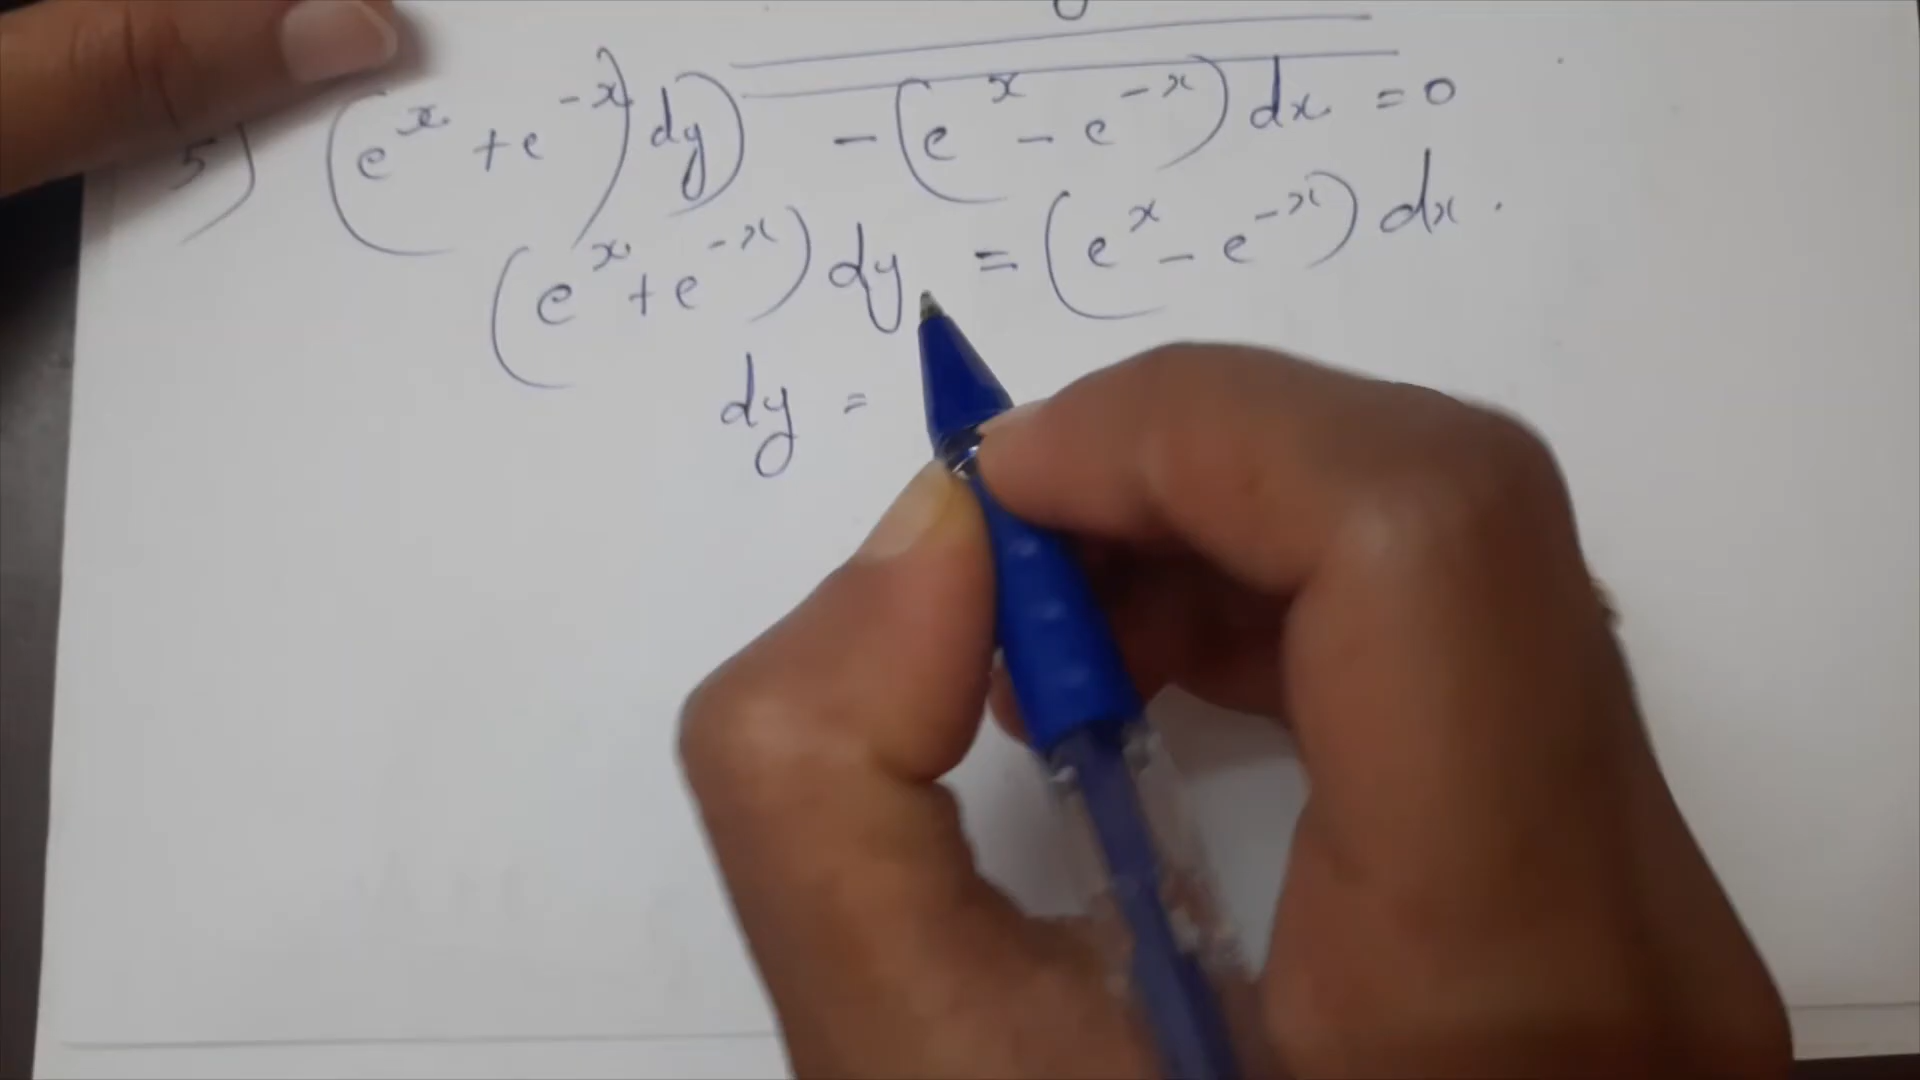 5) (e^x + e^-x) dy) - (e^x - e^-x) dx = 0
(e^x + e^-x) dy = (e^x - e^-x) dx.
dy =